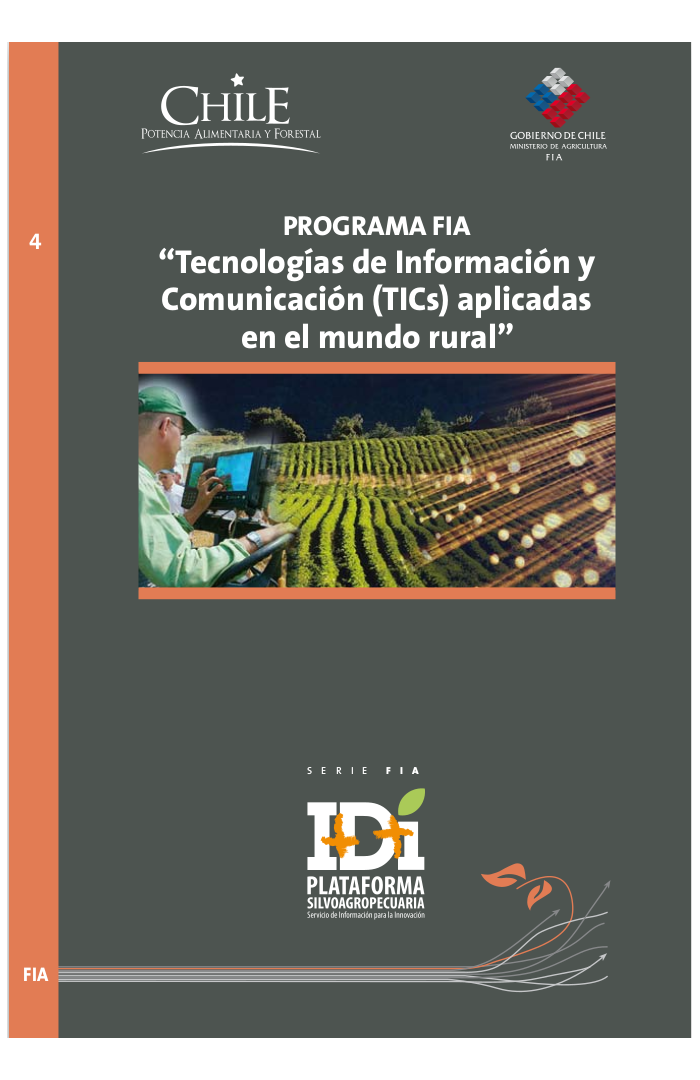 CHILE
POTENCIA ALIMENTARIA Y FORESTAL
GOBIERNO DE CHILE
MINISTERIO DE AGRICULTURA
FIA
4
PROGRAMA FIA
“Tecnologías de Información y
Comunicación (TICs) aplicadas
en el mundo rural”
SERIE FIA
I+D+i
PLATAFORMA
SILVOAGROPECUARIA
Servicio de Información para la Innovación
FIA